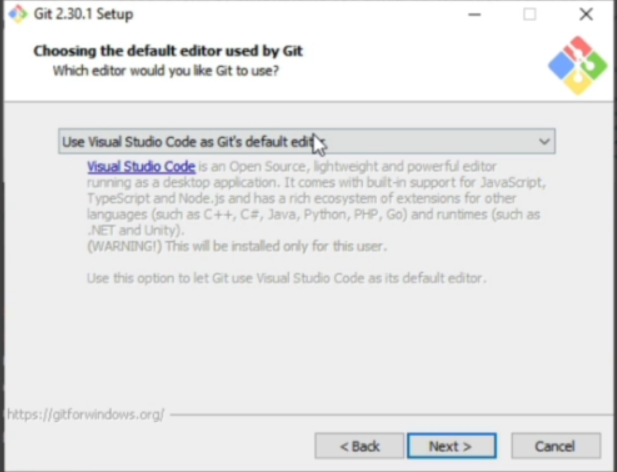 Git 2.30.1 Setup
Choosing the default editor used by Git
Which editor would you like Git to use?
Use Visual Studio Code as Git's default editor
Visual Studio Code is an Open Source, lightweight and powerful editor
running as a desktop application. It comes with built-in support for JavaScript,
TypeScript and Node.js and has a rich ecosystem of extensions for other
languages (such as C++, C#, Java, Python, PHP, Go) and runtimes (such as
.NET and Unity).
(WARNING!) This will be installed only for this user.
Use this option to let Git use Visual Studio Code as its default editor.
https://gitforwindows.org/
< Back Next > Cancel